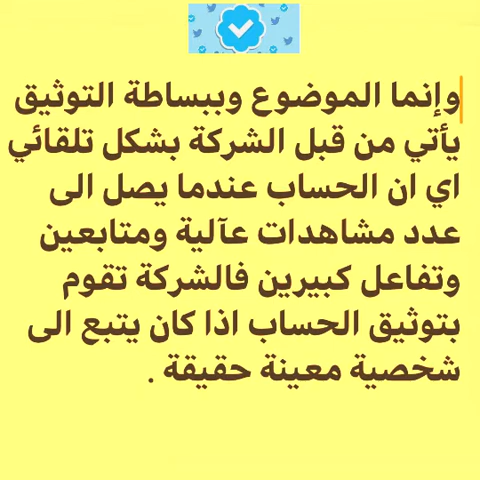 وإنما الموضوع وببساطة التوثيق
يأتي من قبل الشركة بشكل تلقائي
اي ان الحساب عندما يصل الى
عدد مشاهدات عآلية ومتابعين
وتفاعل كبيرين فالشركة تقوم
بتوثيق الحساب اذا كان يتبع الى
شخصية معينة حقيقة .